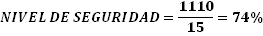 NIVEL DE SEGURIDAD = 1110/15 = 74%